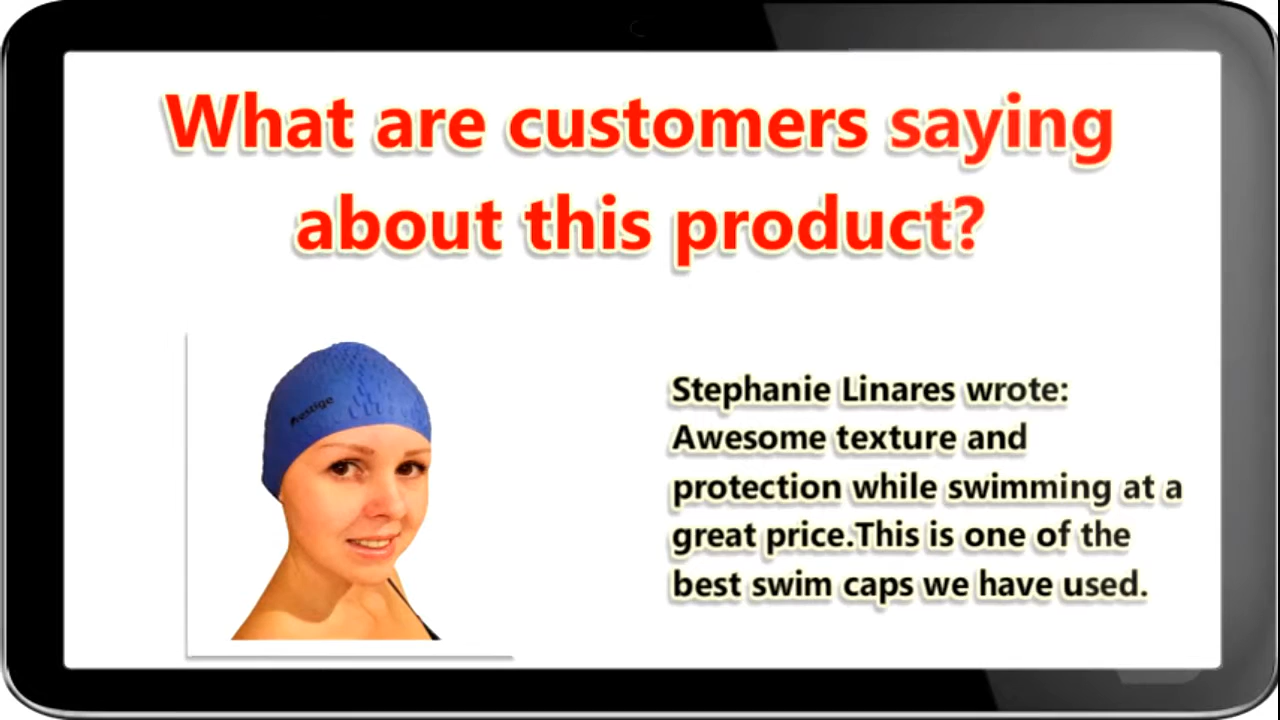 What are customers saying
about this product?
Prestige
Stephanie Linares wrote:
Awesome texture and
protection while swimming at a
great price.This is one of the
best swim caps we have used.